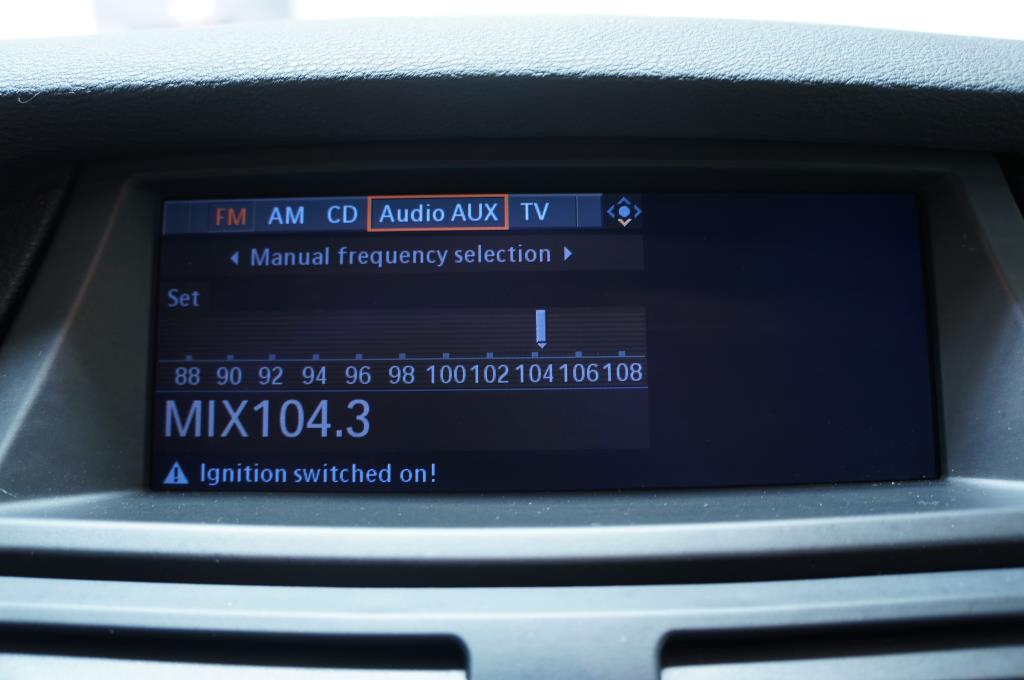 FM AM CD Audio AUX TV
Manual frequency selection
Set
88 90 92 94 96 98 100 102 104 106 108
MIX104.3
Ignition switched on!